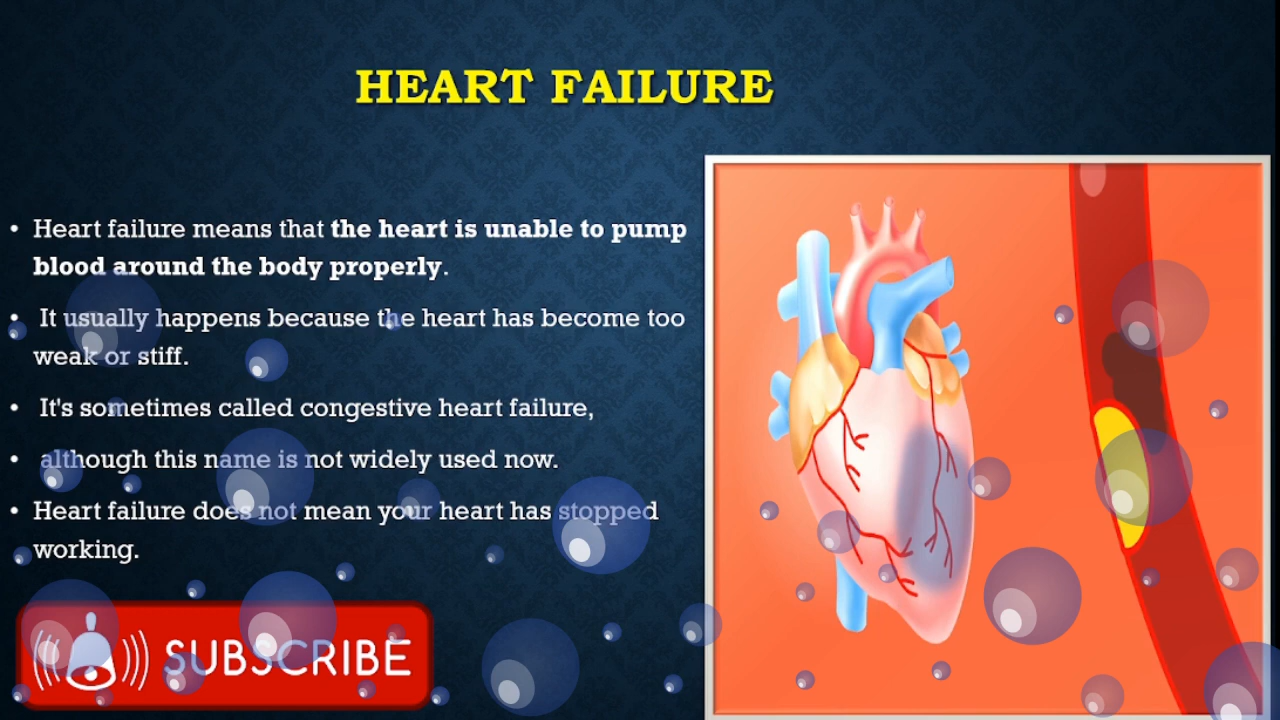 HEART FAILURE
• Heart failure means that the heart is unable to pump
blood around the body properly.
• It usually happens because the heart has become too
weak or stiff.
• It's sometimes called congestive heart failure,
• although this name is not widely used now.
• Heart failure does not mean your heart has stopped
working.
SUBSCRIBE